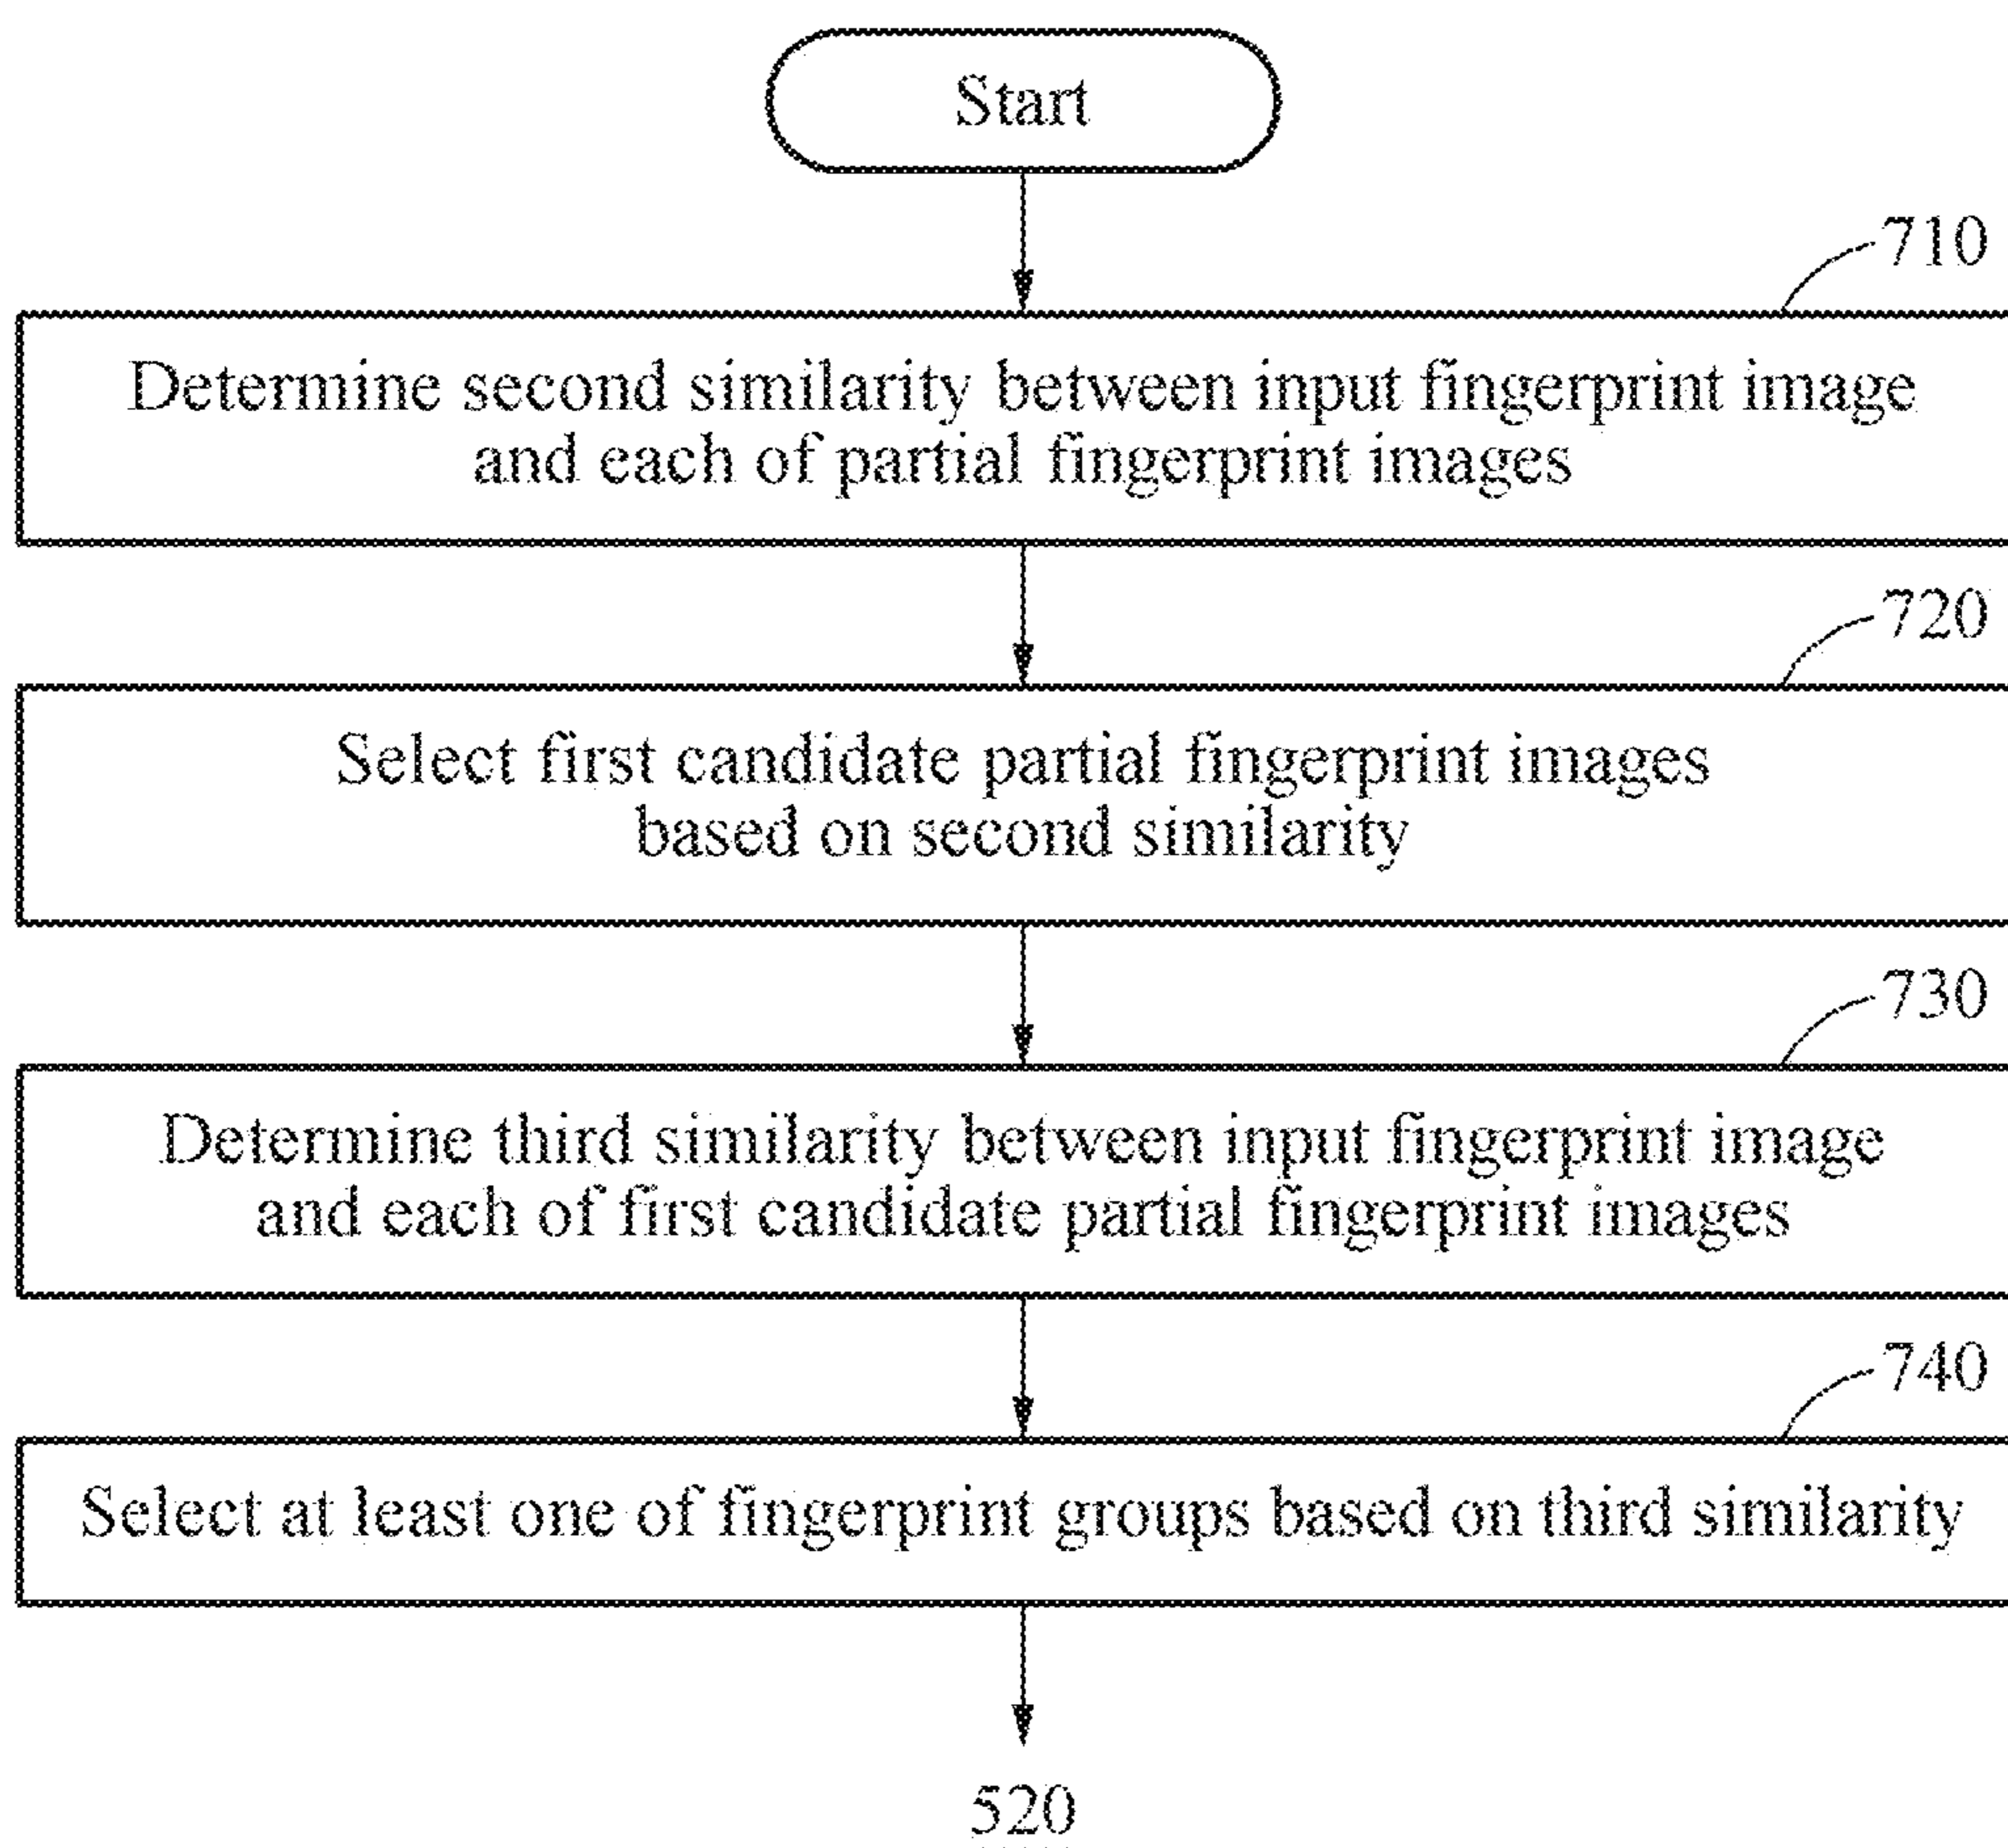 Start
710
Determine second similarity between input fingerprint image
and each of partial fingerprint images
720
Select first candidate partial fingerprint images
based on second similarity
730
Determine third similarity between input fingerprint image
and each of first candidate partial fingerprint images
740
Select at least one of fingerprint groups based on third similarity
520